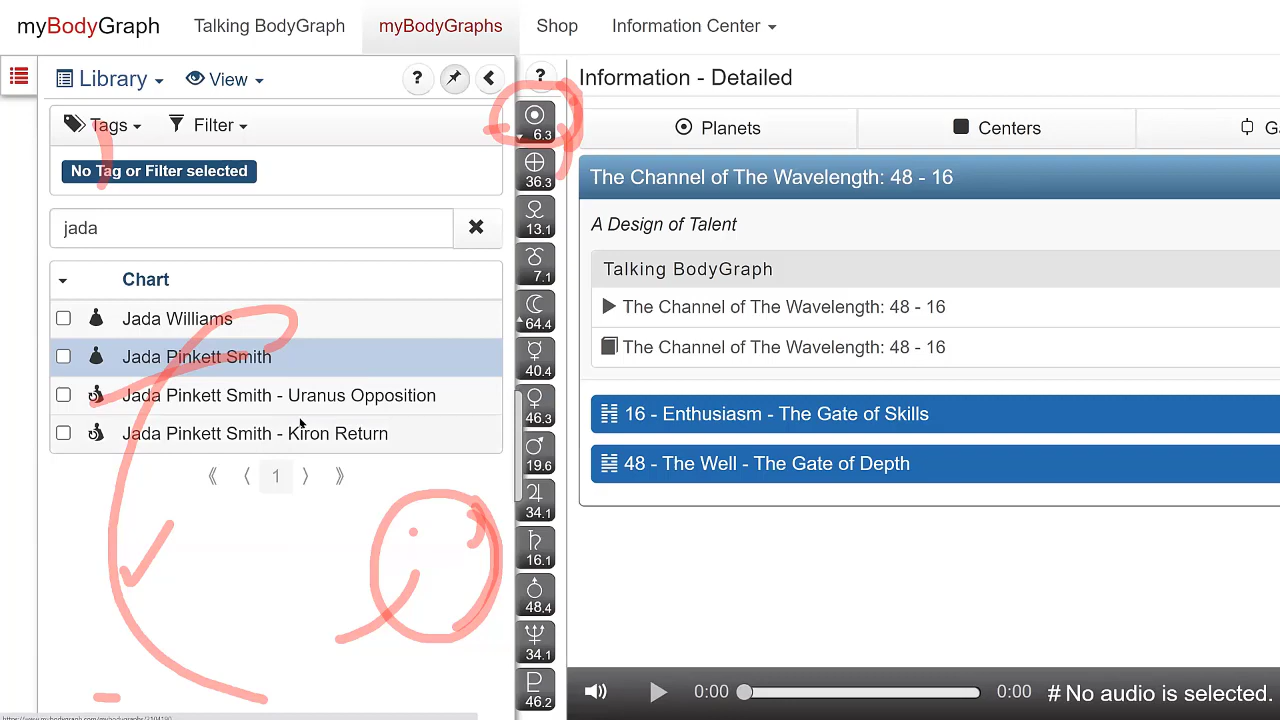 myBodyGraph Talking BodyGraph myBodyGraphs Shop Information Center
Library View ? ?
Tags Filter
No Tag or Filter selected
jada
Chart
Jada Williams
Jada Pinkett Smith
Jada Pinkett Smith - Uranus Opposition
Jada Pinkett Smith - Kiron Return
1
6.3
36.3
13.1
7.1
64.4
40.4
46.3
19.6
34.1
16.1
48.4
34.1
46.2
Information - Detailed
Planets Centers G
The Channel of The Wavelength: 48 - 16
A Design of Talent
Talking BodyGraph
The Channel of The Wavelength: 48 - 16
The Channel of The Wavelength: 48 - 16
16 - Enthusiasm - The Gate of Skills
48 - The Well - The Gate of Depth
0:00 0:00 # No audio is selected.